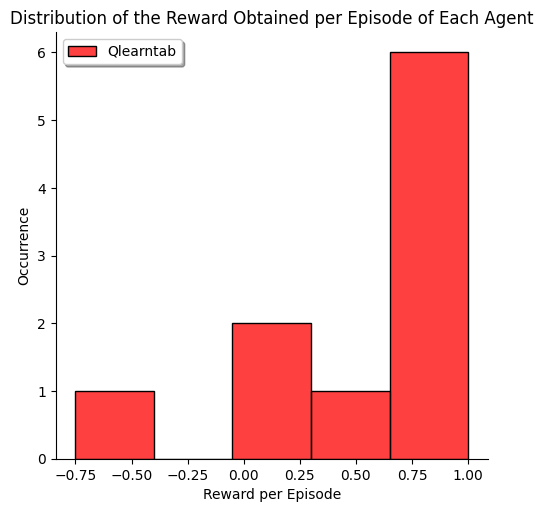 Distribution of the Reward Obtained per Episode of Each Agent
Qlearntab
Occurrence
6
5
4
3
2
1
0
−0.75 −0.50 −0.25 0.00 0.25 0.50 0.75 1.00
Reward per Episode